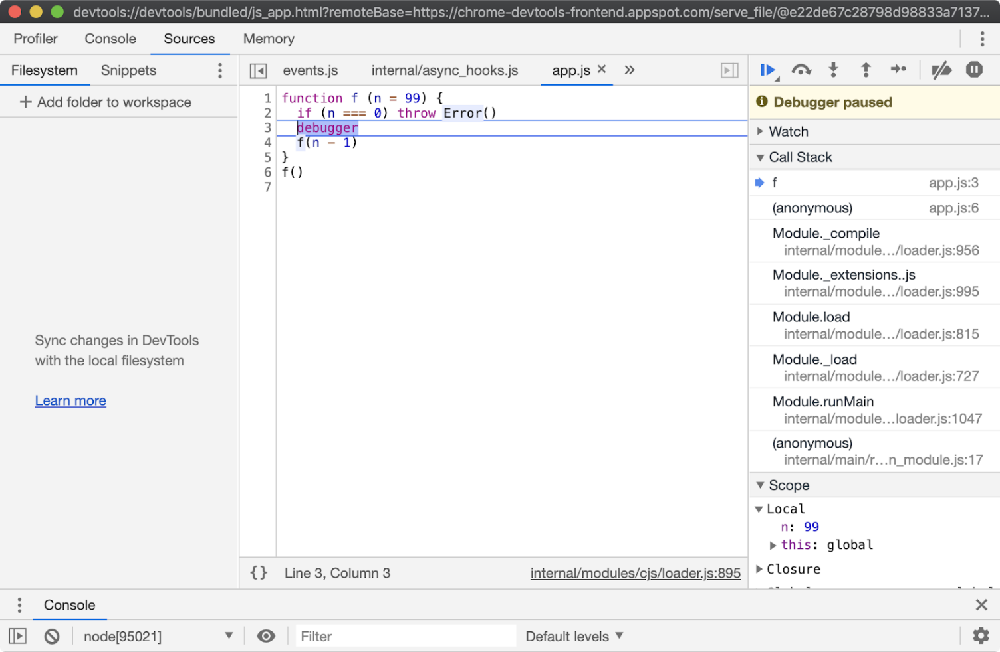 devtools://devtools/bundled/js_app.html?remoteBase=https://chrome-devtools-frontend.appspot.com/serve_file/@e22de67c28798d98833a7137...
Profiler Console Sources Memory
Filesystem Snippets
events.js internal/async_hooks.js app.js × »
+ Add folder to workspace
Sync changes in DevTools
with the local filesystem
Learn more
1 function f (n = 99) {
2 if (n === 0) throw Error()
3 debugger
4 f(n − 1)
5 }
6 f()
7
{} Line 3, Column 3 internal/modules/cjs/loader.js:895
Debugger paused
Watch
Call Stack
f app.js:3
(anonymous) app.js:6
Module._compile
internal/module…/loader.js:956
Module._extensions..js
internal/module…/loader.js:995
Module.load
internal/module…/loader.js:815
Module._load
internal/module…/loader.js:727
Module.runMain
internal/module…loader.js:1047
(anonymous)
internal/main/r…n_module.js:17
Scope
Local
n: 99
this: global
Closure
Console
node[95021] Filter Default levels